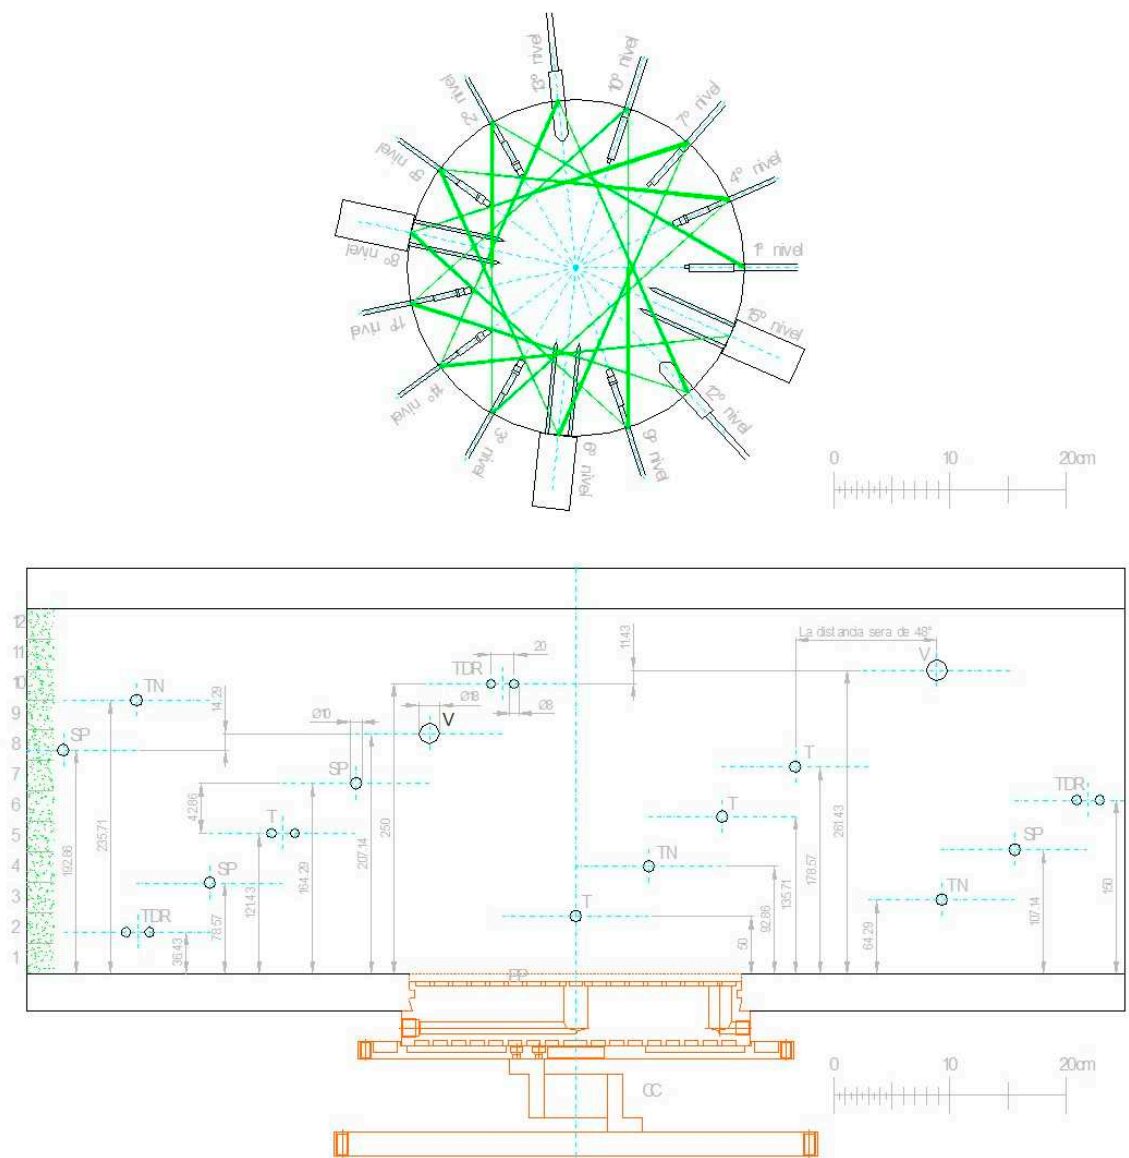 13º nivel
10º nivel
2º nivel
7º nivel
5º nivel
4º nivel
1º nivel
8º nivel
15º nivel
11º nivel
14º nivel
12º nivel
3º nivel
6º nivel
9º nivel
0 10 20cm
12
11
10
9
8
7
6
5
4
3
2
1
La distancia sera de 48°
11.43
20
V
TDR
TN
14.29
Ø18
Ø8
Ø10
V
SP
SP
T
TDR
42.86
T
T
235.71
250
261.43
192.86
SP
207.14
164.29
178.57
SP
TN
121.43
135.71
TN
150
107.14
TDR
78.57
T
92.86
64.29
36.43
50
PP
CC
0 10 20cm